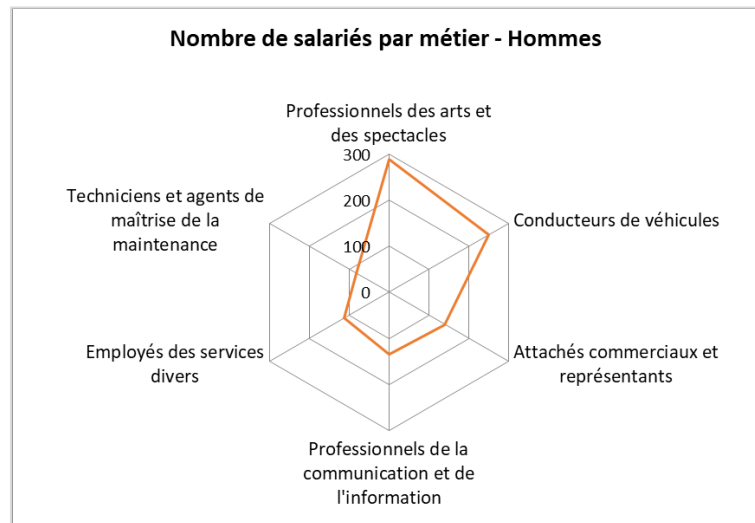 Nombre de salariés par métier - Hommes
Professionnels des arts et
des spectacles
300
200
100
0
Conducteurs de véhicules
Attachés commerciaux et
représentants
Professionnels de la
communication et de
l'information
Employés des services
divers
Techniciens et agents de
maîtrise de la
maintenance